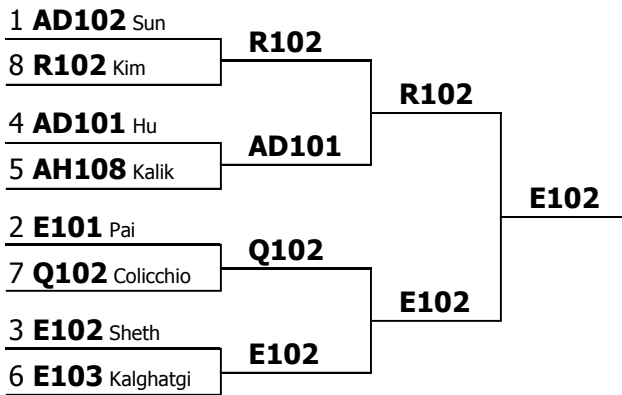 1 AD102 Sun
8 R102 Kim
4 AD101 Hu
5 AH108 Kalik
2 E101 Pai
7 Q102 Colicchio
3 E102 Sheth
6 E103 Kalghatgi
R102
AD101
Q102
E102
R102
E102
E102